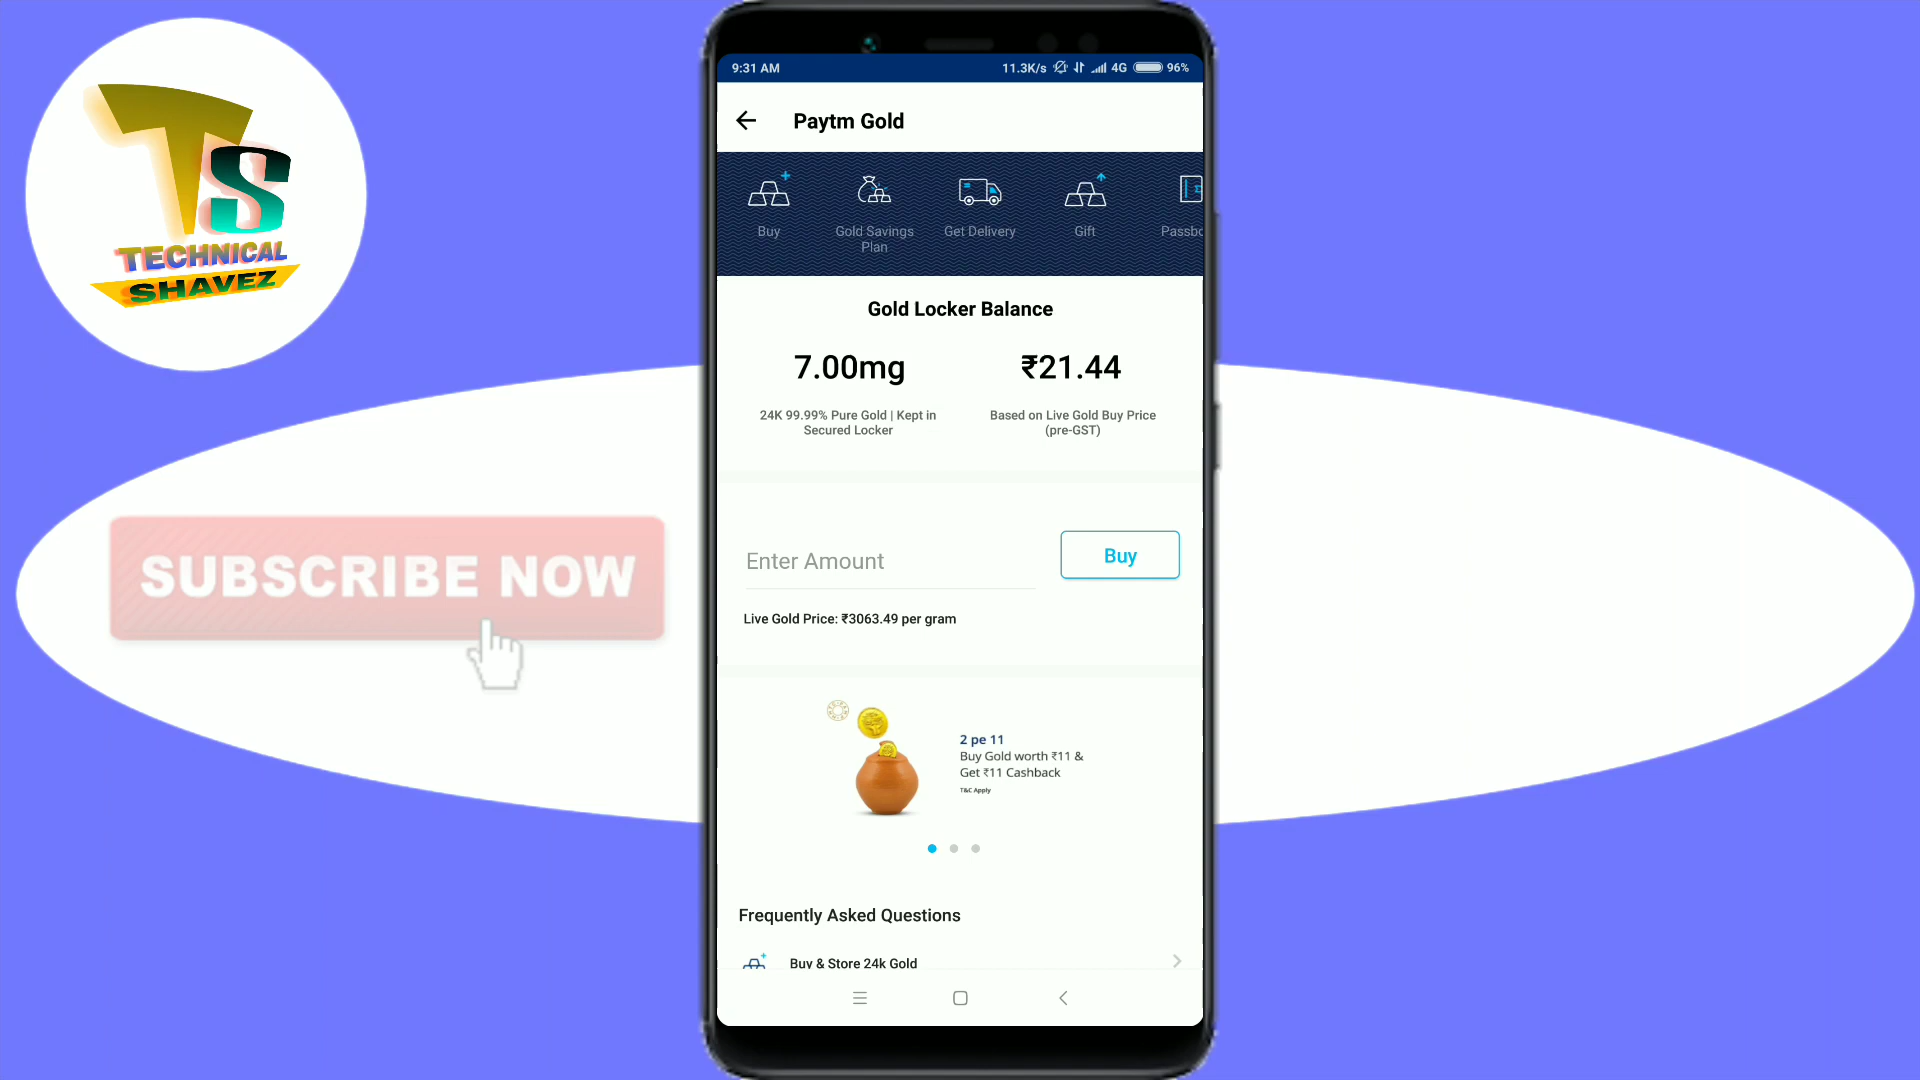 TS
TECHNICAL
SHAVEZ
SUBSCRIBE NOW
9:31 AM
11.3K/s 4G 96%
Paytm Gold
Buy
Gold Savings
Plan
Get Delivery
Gift
Passbo
Gold Locker Balance
7.00mg
₹21.44
24K 99.99% Pure Gold | Kept in
Secured Locker
Based on Live Gold Buy Price
(pre-GST)
Enter Amount
Buy
Live Gold Price: ₹3063.49 per gram
2 pe 11
Buy Gold worth ₹11 &
Get ₹11 Cashback
T&C Apply
Frequently Asked Questions
Buy & Store 24k Gold